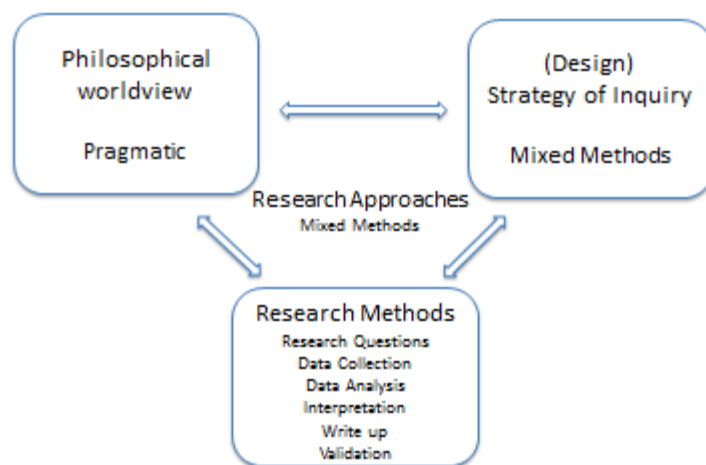 Philosophical
worldview
Pragmatic
(Design)
Strategy of Inquiry
Mixed Methods
Research Approaches
Mixed Methods
Research Methods
Research Questions
Data Collection
Data Analysis
Interpretation
Write up
Validation